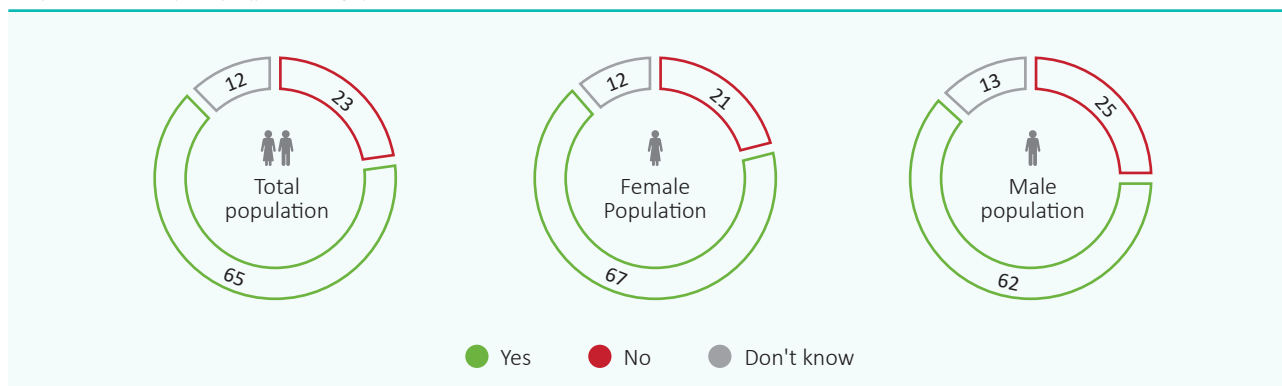 12
23
Total
population
65
12
21
Female
Population
67
13
25
Male
population
62
Yes
No
Don't know